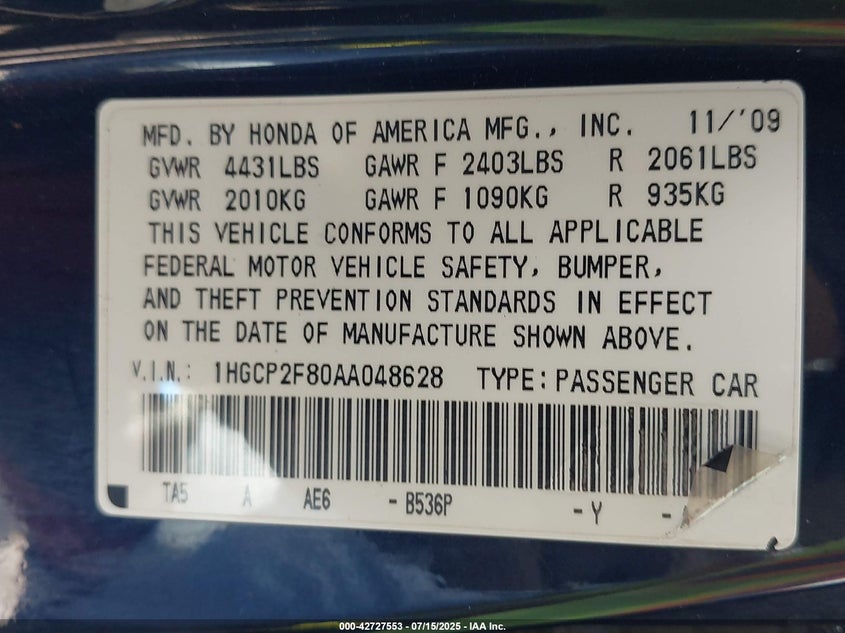 MFD. BY HONDA OF AMERICA MFG., INC. 11/'09
GVWR 4431LBS GAWR F 2403LBS R 2061LBS
GVWR 2010KG GAWR F 1090KG R 935KG
THIS VEHICLE CONFORMS TO ALL APPLICABLE
FEDERAL MOTOR VEHICLE SAFETY, BUMPER,
AND THEFT PREVENTION STANDARDS IN EFFECT
ON THE DATE OF MANUFACTURE SHOWN ABOVE.
V.I.N.: 1HGCP2F80AA048628 TYPE: PASSENGER CAR
TA5 A AE6 - B536P - Y -
000-42727553 - 07/15/2025 - IAA Inc.